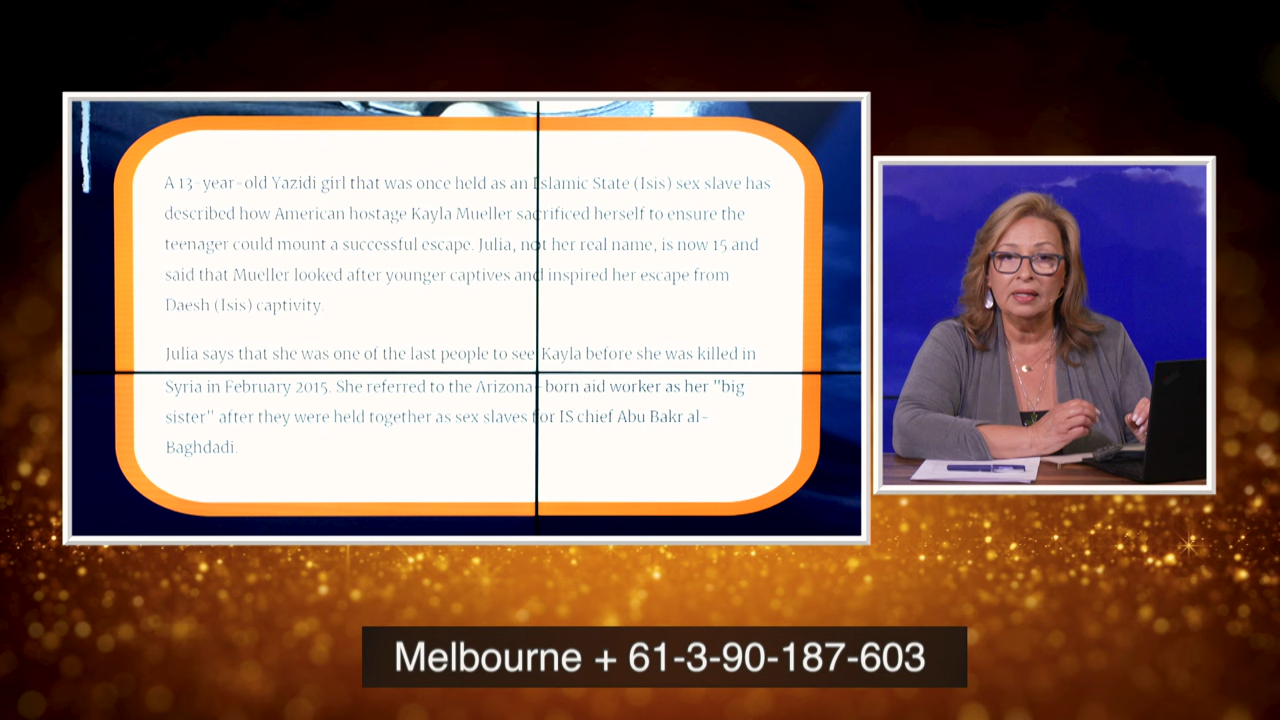 A 13-year-old Yazidi girl that was once held as an Islamic State (Isis) sex slave has
described how American hostage Kayla Mueller sacrificed herself to ensure the
teenager could mount a successful escape. Julia, not her real name, is now 15 and
said that Mueller looked after younger captives and inspired her escape from
Daesh (Isis) captivity.
Julia says that she was one of the last people to see Kayla before she was killed in
Syria in February 2015. She referred to the Arizona-born aid worker as her "big
sister" after they were held together as sex slaves for IS chief Abu Bakr al-
Baghdadi.
Melbourne + 61-3-90-187-603